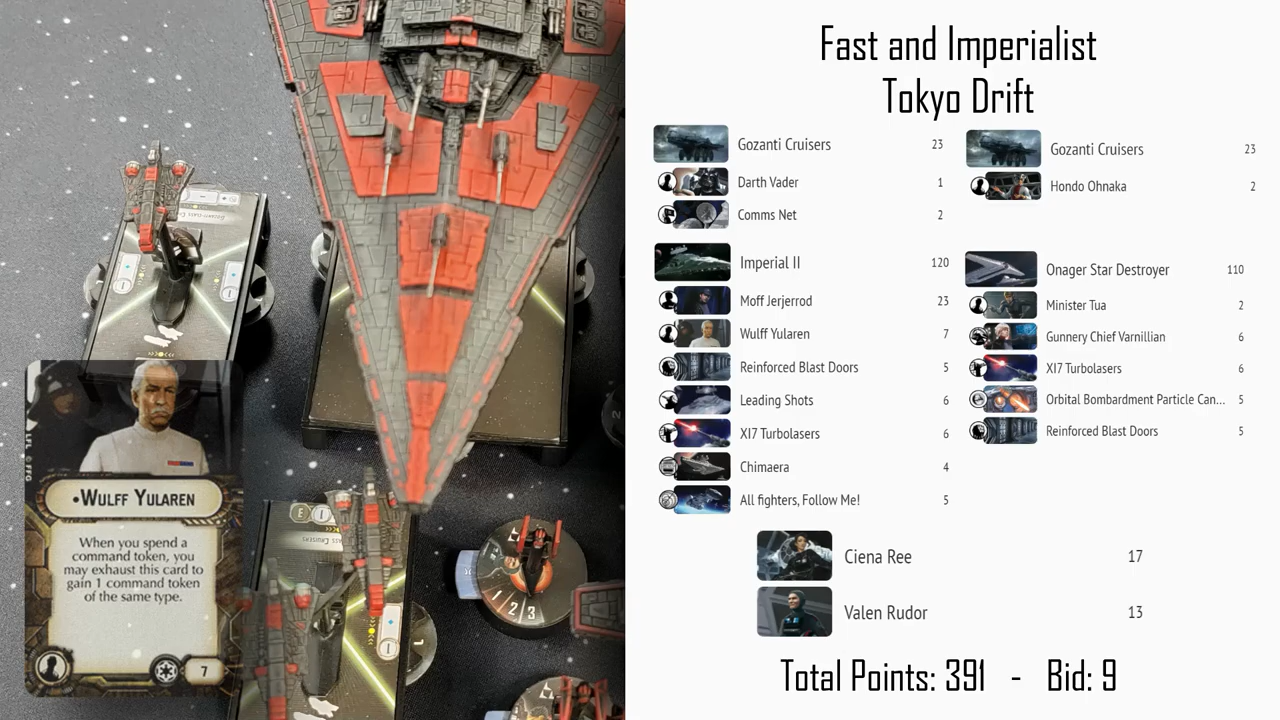 Fast and Imperialist
Tokyo Drift
Gozanti Cruisers 23
Darth Vader 1
Comms Net 2
Imperial II 120
Moff Jerjerrod 23
Wulff Yularen 7
Reinforced Blast Doors 5
Leading Shots 6
XI7 Turbolasers 6
Chimaera 4
All fighters, Follow Me! 5
Gozanti Cruisers 23
Hondo Ohnaka 2
Onager Star Destroyer 110
Minister Tua 2
Gunnery Chief Varnillian 6
XI7 Turbolasers 6
Orbital Bombardment Particle Can... 5
Reinforced Blast Doors 5
Ciena Ree 17
Valen Rudor 13
Total Points: 391 - Bid: 9
•Wulff Yularen
When you spend a
command token, you
may exhaust this card to
gain 1 command token
of the same type.
7
1 2 3